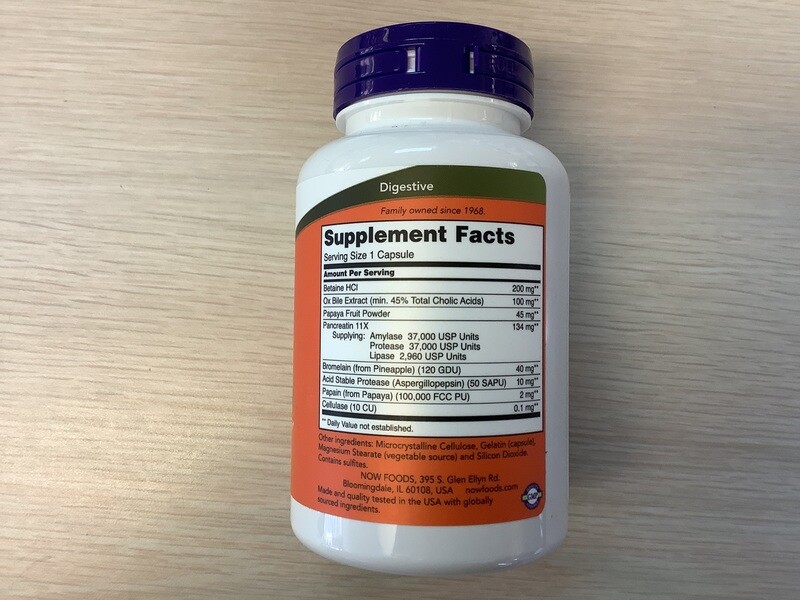 Digestive
Family owned since 1968.
Supplement Facts
Serving Size 1 Capsule
Amount Per Serving
Betaine HCl 200 mg**
Ox Bile Extract (min. 45% Total Cholic Acids) 100 mg**
Papaya Fruit Powder 45 mg**
Pancreatin 11X 134 mg**
Supplying: Amylase 37,000 USP Units
Protease 37,000 USP Units
Lipase 2,960 USP Units
Bromelain (from Pineapple) (120 GDU) 40 mg**
Acid Stable Protease (Aspergillopepsin) (50 SAPU) 10 mg**
Papain (from Papaya) (100,000 FCC PU) 2 mg**
Cellulase (10 CU) 0.1 mg**
** Daily Value not established.
Other ingredients: Microcrystalline Cellulose, Gelatin (capsule),
Magnesium Stearate (vegetable source) and Silicon Dioxide.
Contains sulfites.
NOW FOODS, 395 S. Glen Ellyn Rd.
Bloomingdale, IL 60108, USA nowfoods.com
Made and quality tested in the USA with globally
sourced ingredients.